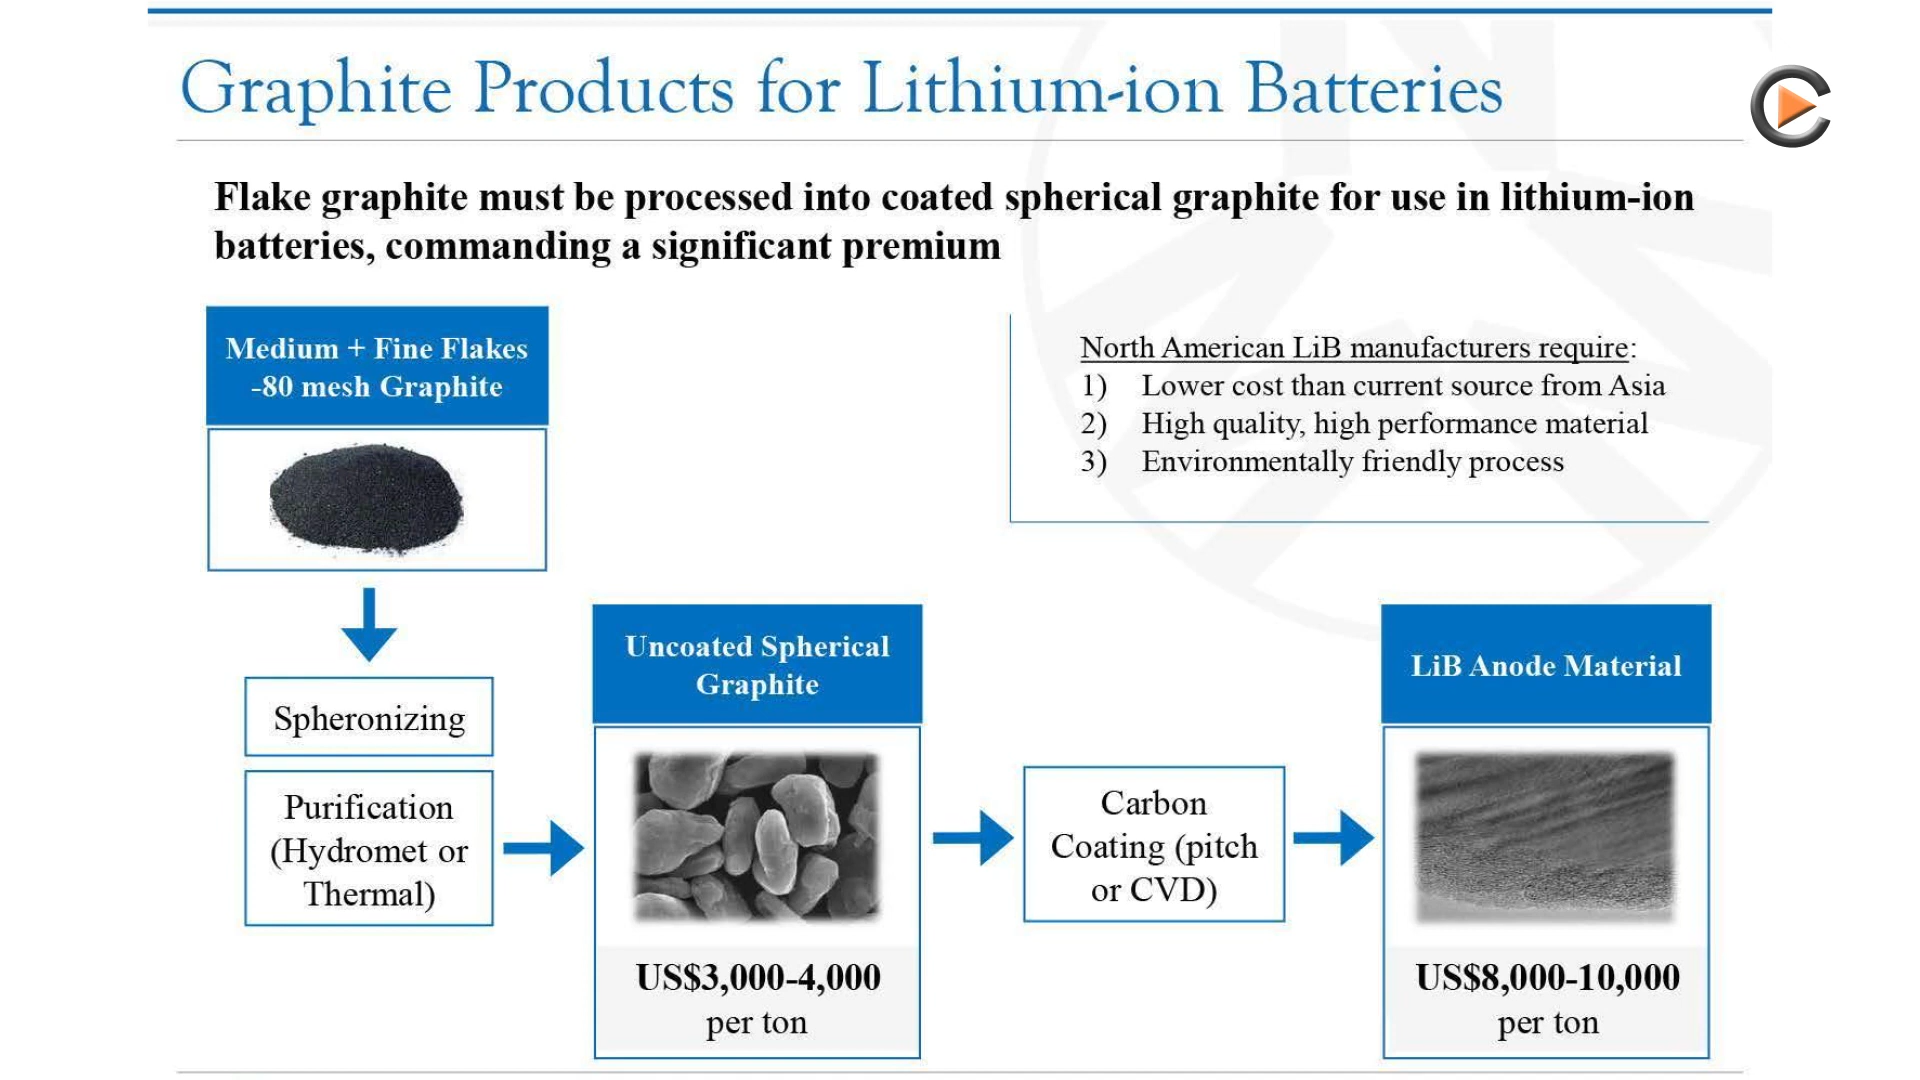 Graphite Products for Lithium-ion Batteries
Flake graphite must be processed into coated spherical graphite for use in lithium-ion
batteries, commanding a significant premium
Medium + Fine Flakes
-80 mesh Graphite
North American LiB manufacturers require:
1) Lower cost than current source from Asia
2) High quality, high performance material
3) Environmentally friendly process
Spheronizing
Purification
(Hydromet or
Thermal)
Uncoated Spherical
Graphite
US$3,000-4,000
per ton
Carbon
Coating (pitch
or CVD)
LiB Anode Material
US$8,000-10,000
per ton